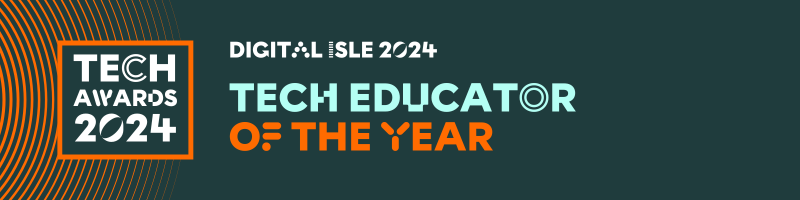 TECH
AWARDS
2024
DIGITAL ISLE 2024
TECH EDUCATOR
OF THE YEAR